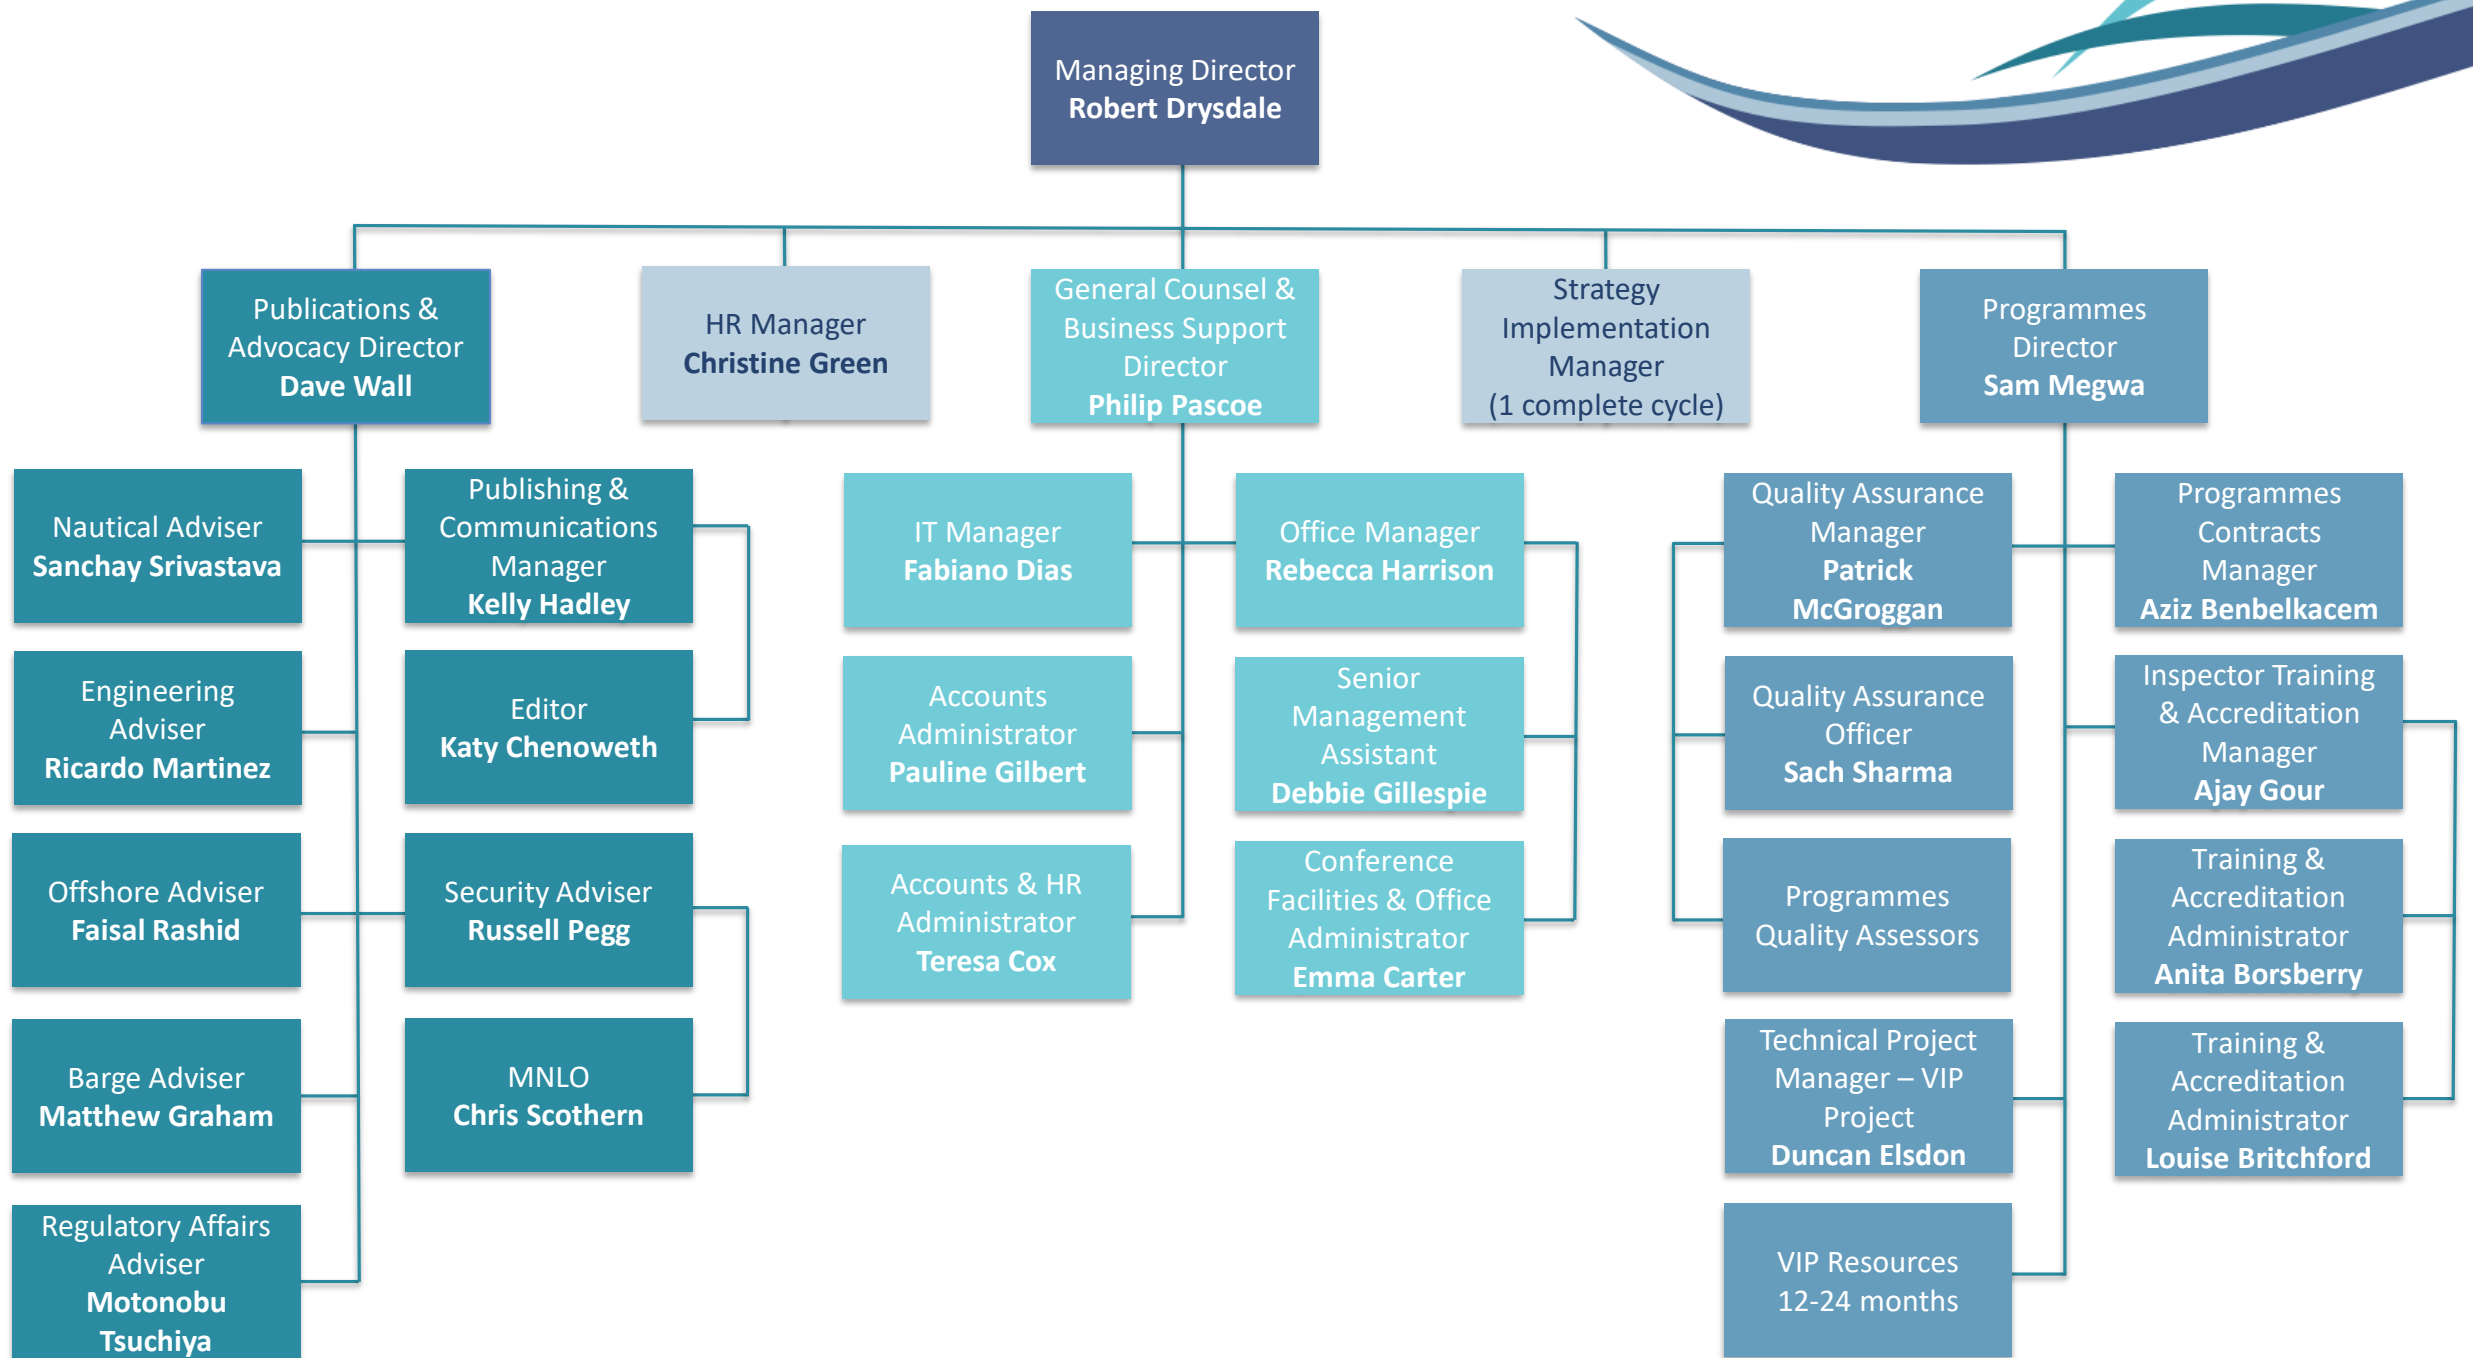 Managing Director
Robert Drysdale
Publications &
Advocacy Director
Dave Wall
HR Manager
Christine Green
General Counsel &
Business Support
Director
Philip Pascoe
Strategy
Implementation
Manager
(1 complete cycle)
Programmes
Director
Sam Megwa
Nautical Adviser
Sanchay Srivastava
Publishing &
Communications
Manager
Kelly Hadley
IT Manager
Fabiano Dias
Office Manager
Rebecca Harrison
Quality Assurance
Manager
Patrick
McGroggan
Programmes
Contracts
Manager
Aziz Benbelkacem
Engineering
Adviser
Ricardo Martinez
Editor
Katy Chenoweth
Accounts
Administrator
Pauline Gilbert
Senior
Management
Assistant
Debbie Gillespie
Quality Assurance
Officer
Sach Sharma
Inspector Training
& Accreditation
Manager
Ajay Gour
Offshore Adviser
Faisal Rashid
Security Adviser
Russell Pegg
Accounts & HR
Administrator
Teresa Cox
Conference
Facilities & Office
Administrator
Emma Carter
Programmes
Quality Assessors
Training &
Accreditation
Administrator
Anita Borsberry
Barge Adviser
Matthew Graham
MNLO
Chris Scothern
Technical Project
Manager – VIP
Project
Duncan Elsdon
Training &
Accreditation
Administrator
Louise Britchford
Regulatory Affairs
Adviser
Motonobu
Tsuchiya
VIP Resources
12-24 months